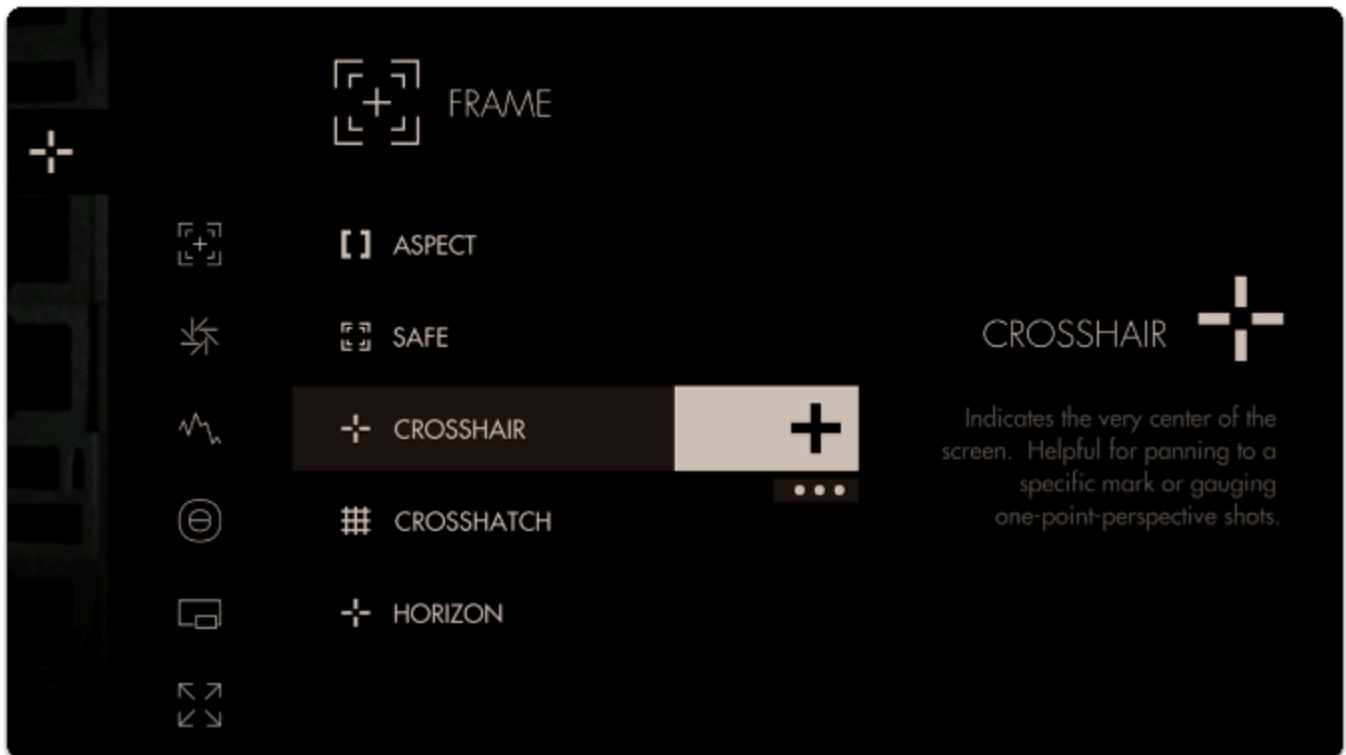 FRAME
ASPECT
SAFE
CROSSHAIR
CROSSHATCH
HORIZON
CROSSHAIR
Indicates the very center of the
screen.  Helpful for panning to a
specific mark or gauging
one-point-perspective shots.